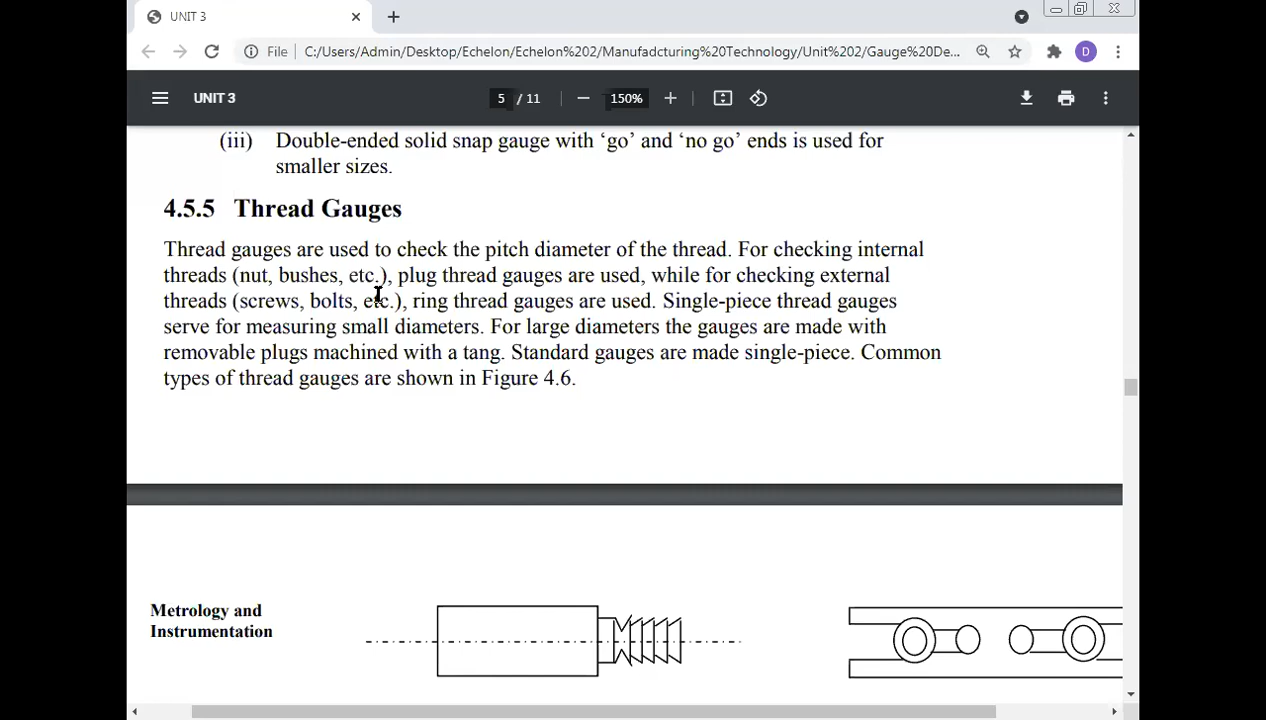 UNIT 3
File C:/Users/Admin/Desktop/Echelon/Echelon%202/Manufadcturing%20Technology/Unit%202/Gauge%20De...
D
UNIT 3
5 / 11
150%
(iii) Double-ended solid snap gauge with ‘go’ and ‘no go’ ends is used for
smaller sizes.
4.5.5 Thread Gauges
Thread gauges are used to check the pitch diameter of the thread. For checking internal
threads (nut, bushes, etc.), plug thread gauges are used, while for checking external
threads (screws, bolts, etc.), ring thread gauges are used. Single-piece thread gauges
serve for measuring small diameters. For large diameters the gauges are made with
removable plugs machined with a tang. Standard gauges are made single-piece. Common
types of thread gauges are shown in Figure 4.6.
Metrology and
Instrumentation